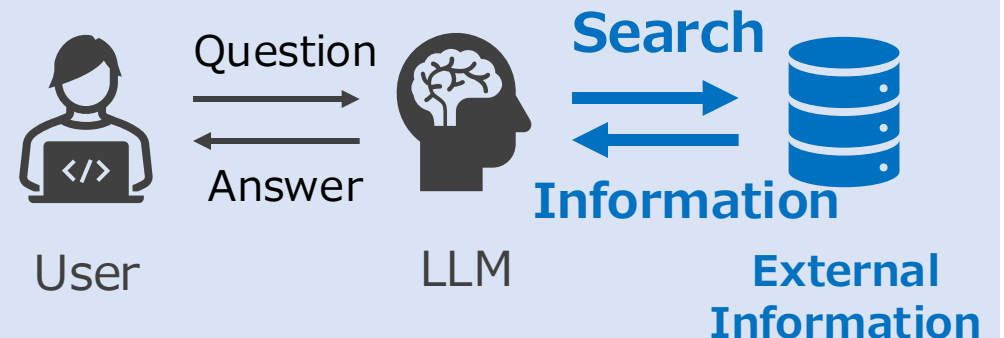 Question
Search
</>
Answer
Information
User
LLM
External
Information